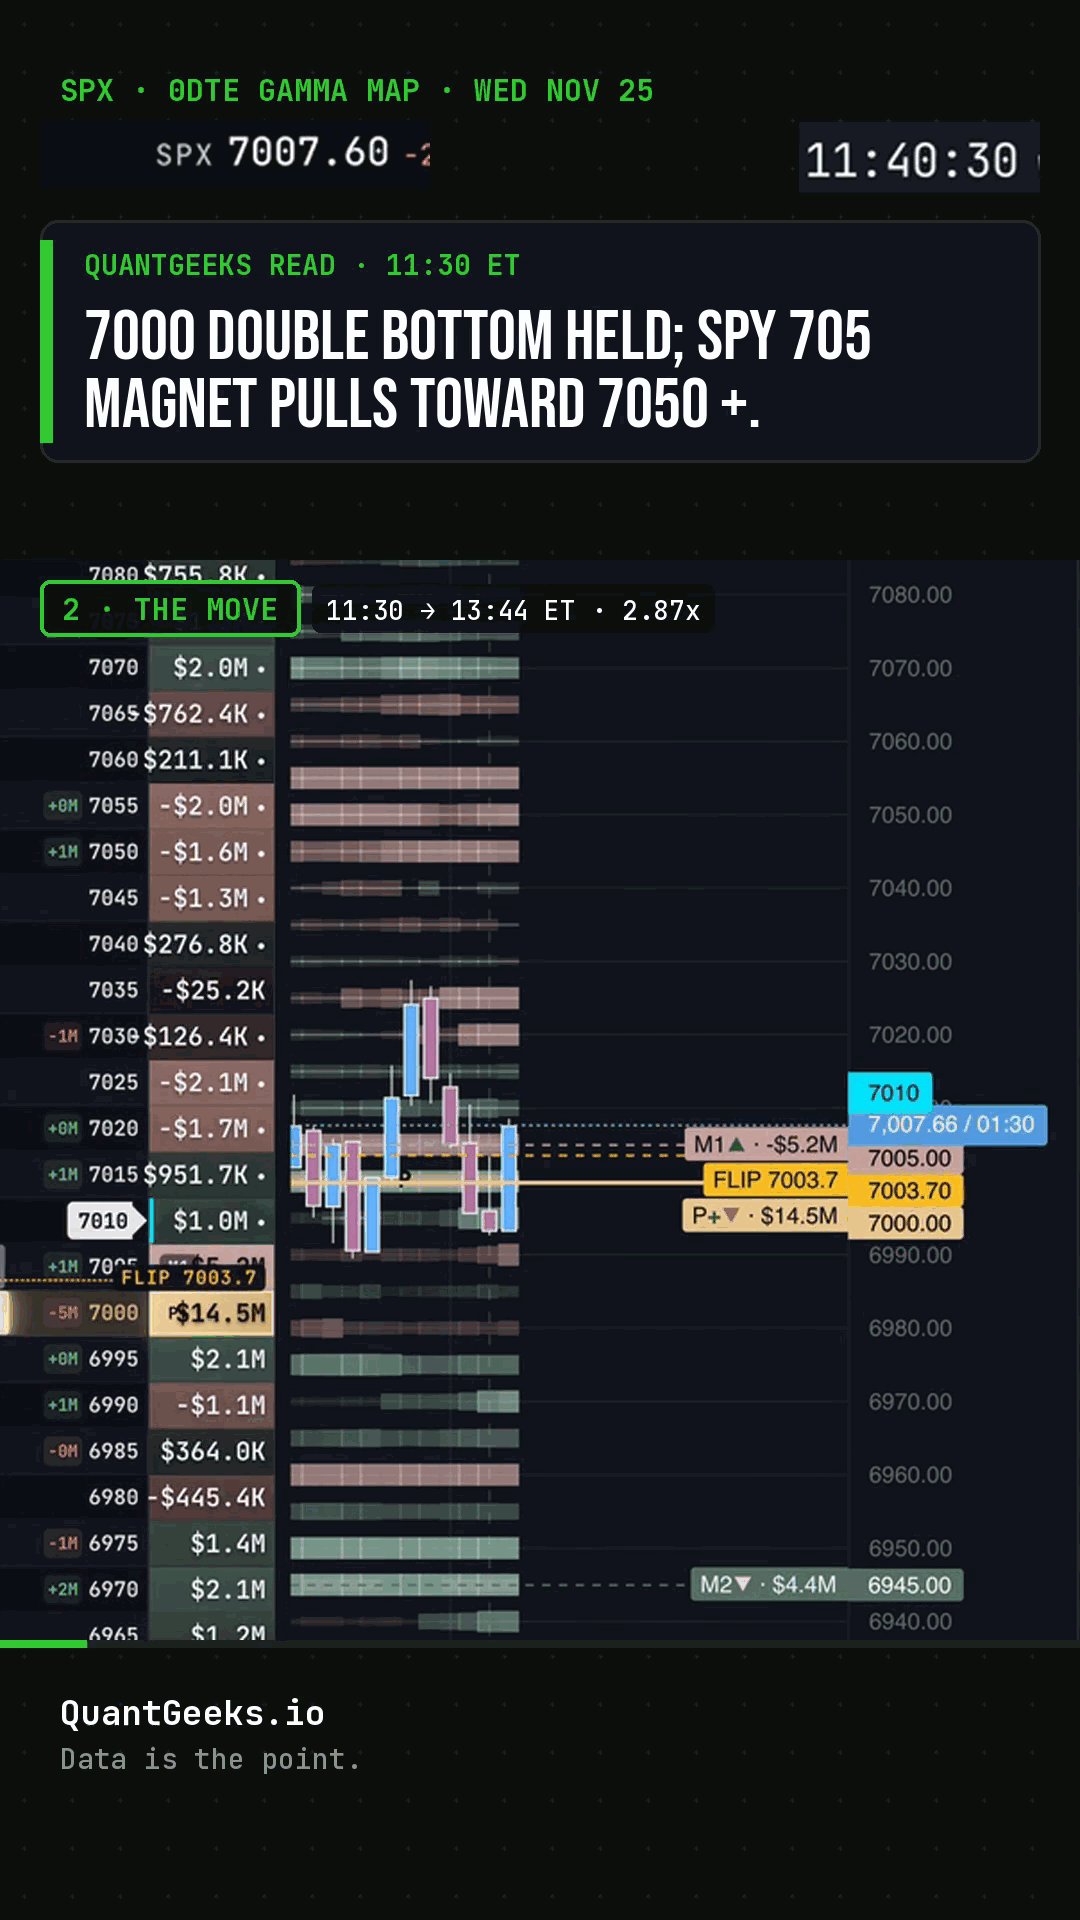 SPX · 0DTE GAMMA MAP · WED NOV 25
SPX 7007.60
11:40:30
QUANTGEEKS READ · 11:30 ET
7000 DOUBLE BOTTOM HELD; SPY 705
MAGNET PULLS TOWARD 7050 +.
7080 $755.8K •
2 · THE MOVE
11:30 → 13:44 ET · 2.87x
7070 $2.0M •
7065 -$762.4K •
7060 $211.1K •
+0M 7055 -$2.0M •
+1M 7050 -$1.6M •
7045 -$1.3M •
7040 $276.8K •
7035 -$25.2K
-1M 7030 -$126.4K •
7025 -$2.1M •
+0M 7020 -$1.7M •
+1M 7015 $951.7K •
7010 $1.0M •
+1M
FLIP 7003.7
-5M 7000 $14.5M
+0M 6995 $2.1M
+1M 6990 -$1.1M
-0M 6985 $364.0K
6980 -$445.4K
-1M 6975 $1.4M
+2M 6970 $2.1M
6965 $1.2M
7080.00
7070.00
7060.00
7050.00
7040.00
7030.00
7020.00
7010
7,007.66 / 01:30
M1▲ · -$5.2M 7005.00
FLIP 7003.7 7003.70
P+▼ · $14.5M 7000.00
6990.00
6980.00
6970.00
6960.00
6950.00
M2▼ · $4.4M 6945.00
6940.00
QuantGeeks.io
Data is the point.